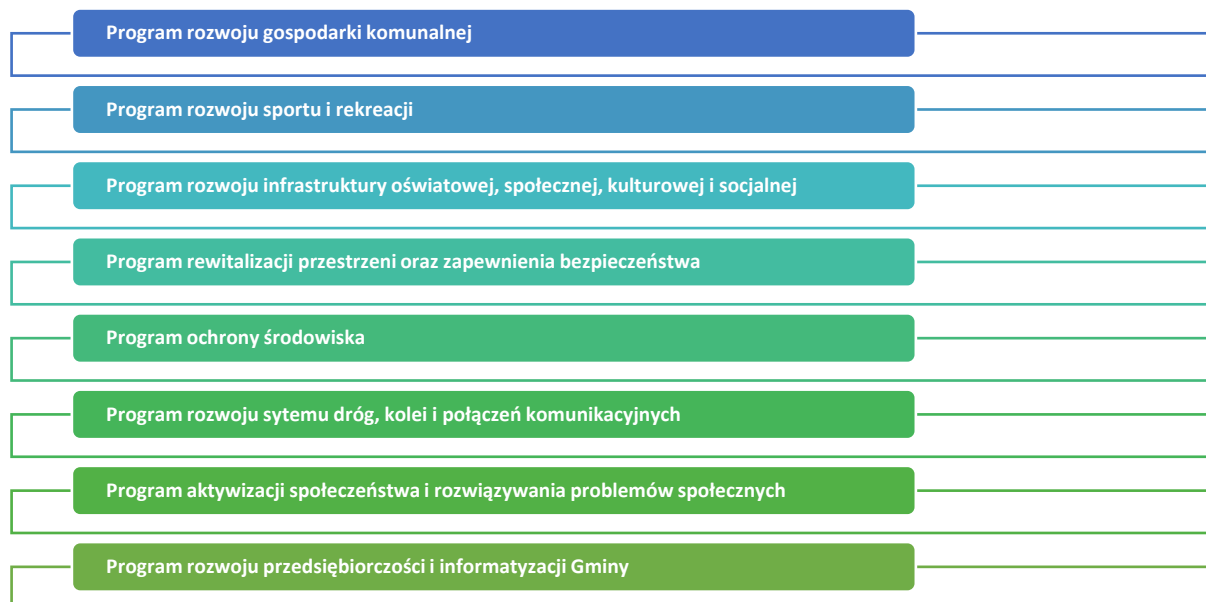 Program rozwoju gospodarki komunalnej
Program rozwoju sportu i rekreacji
Program rozwoju infrastruktury oświatowej, społecznej, kulturowej i socjalnej
Program rewitalizacji przestrzeni oraz zapewnienia bezpieczeństwa
Program ochrony środowiska
Program rozwoju sytemu dróg, kolei i połączeń komunikacyjnych
Program aktywizacji społeczeństwa i rozwiązywania problemów społecznych
Program rozwoju przedsiębiorczości i informatyzacji Gminy